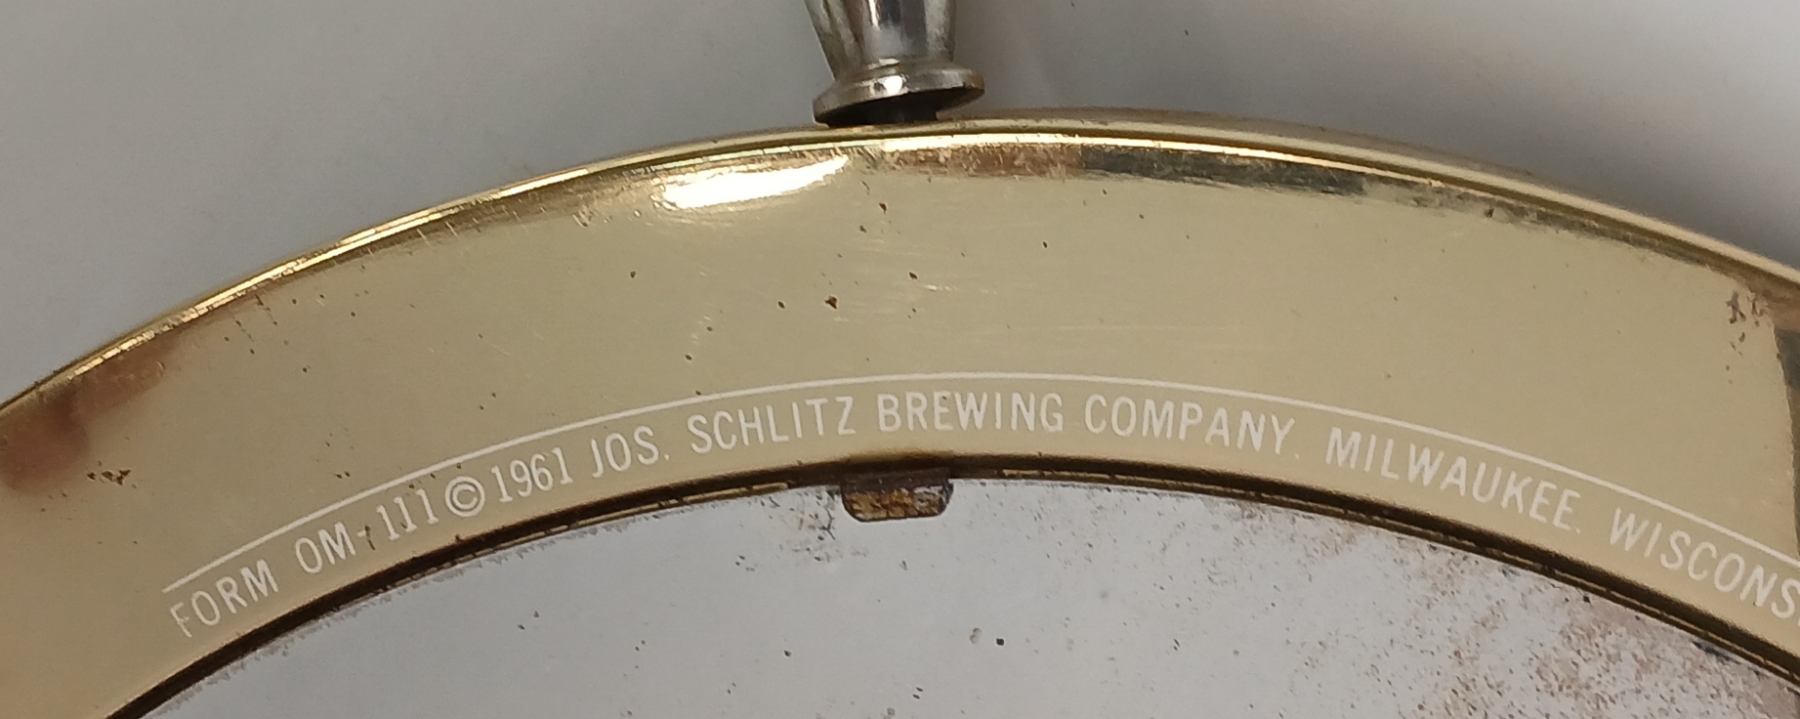 FORM OM-111 © 1961 JOS. SCHLITZ BREWING COMPANY. MILWAUKEE. WISCONS